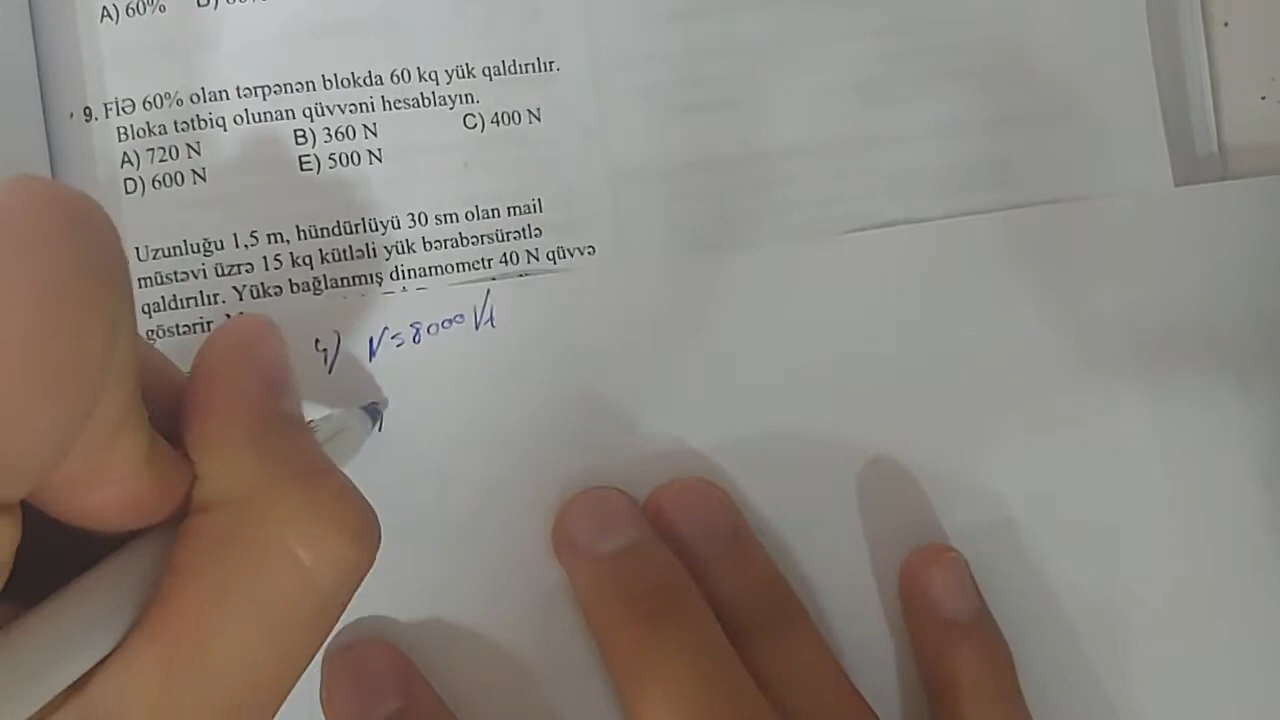 A) 60%
9. FİƏ 60% olan tərpənən blokda 60 kq yük qaldırılır.
Bloka tətbiq olunan qüvvəni hesablayın.
A) 720 N B) 360 N C) 400 N
D) 600 N E) 500 N
Uzunluğu 1,5 m, hündürlüyü 30 sm olan mail
müstəvi üzrə 15 kq kütləli yük bərabərsürətlə
qaldırılır. Yükə bağlanmış dinamometr 40 N qüvvə
göstərir
N=8000 Vt